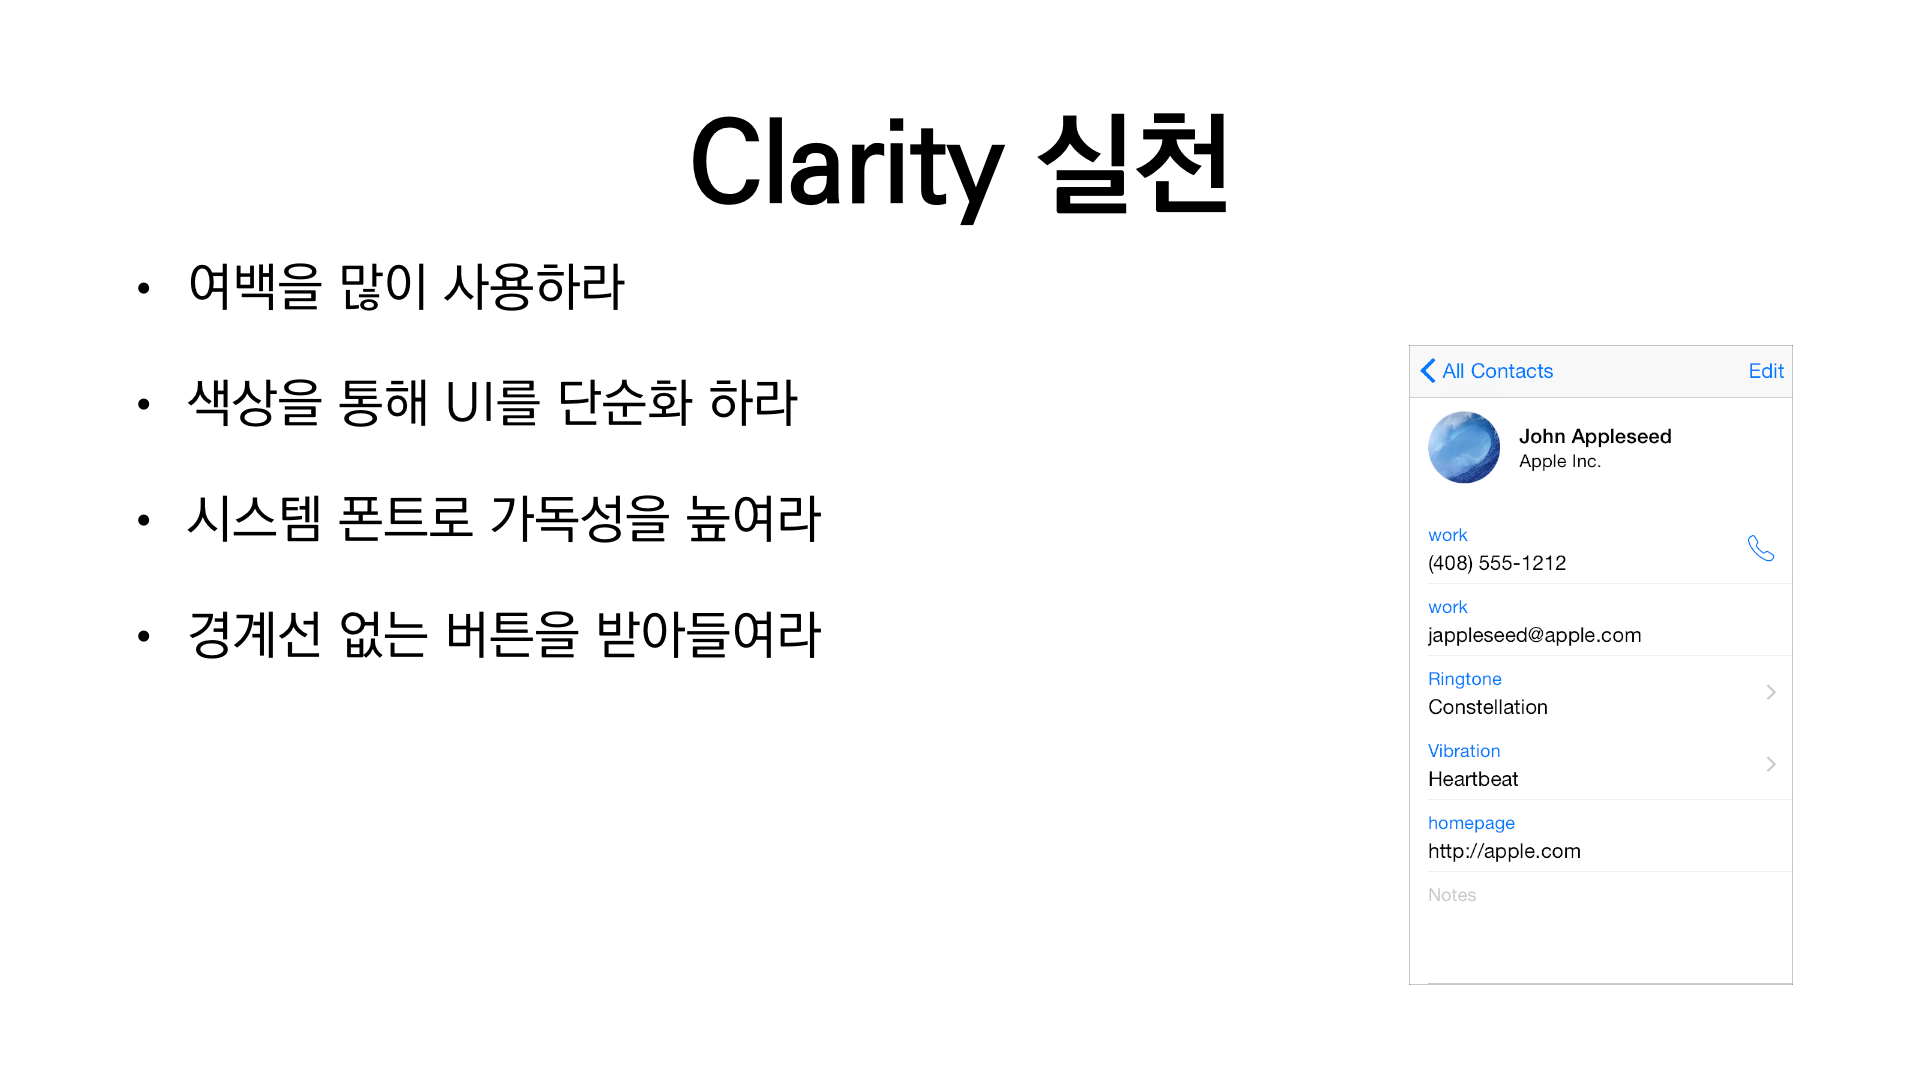 Clarity 실천
• 여백을 많이 사용하라
• 색상을 통해 UI를 단순화 하라
• 시스템 폰트로 가독성을 높여라
• 경계선 없는 버튼을 받아들여라
All Contacts Edit
John Appleseed
Apple Inc.
work
(408) 555-1212
work
jappleseed@apple.com
Ringtone
Constellation
Vibration
Heartbeat
homepage
http://apple.com
Notes